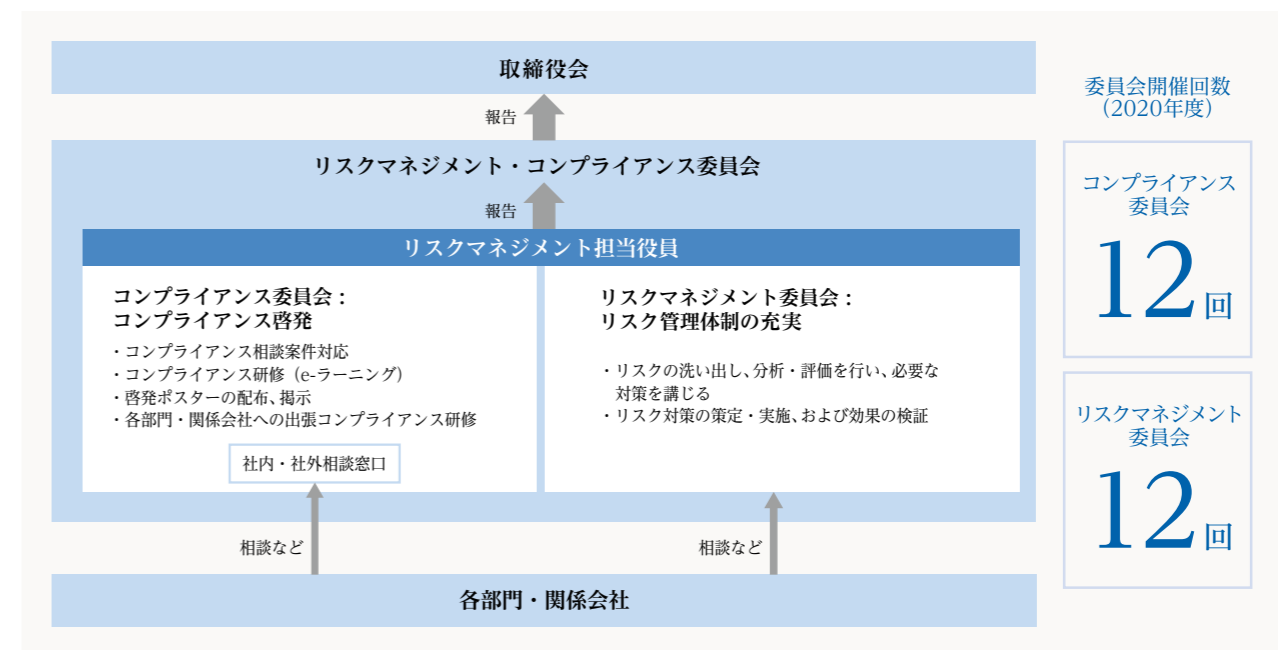 取締役会
報告
リスクマネジメント・コンプライアンス委員会
報告
リスクマネジメント担当役員
コンプライアンス委員会：
コンプライアンス啓発
・コンプライアンス相談案件対応
・コンプライアンス研修（e-ラーニング）
・啓発ポスターの配布、掲示
・各部門・関係会社への出張コンプライアンス研修
社内・社外相談窓口
リスクマネジメント委員会：
リスク管理体制の充実
・リスクの洗い出し、分析・評価を行い、必要な
対策を講じる
・リスク対策の策定・実施、および効果の検証
相談など
相談など
各部門・関係会社
委員会開催回数
（2020年度）
コンプライアンス
委員会
12回
リスクマネジメント
委員会
12回